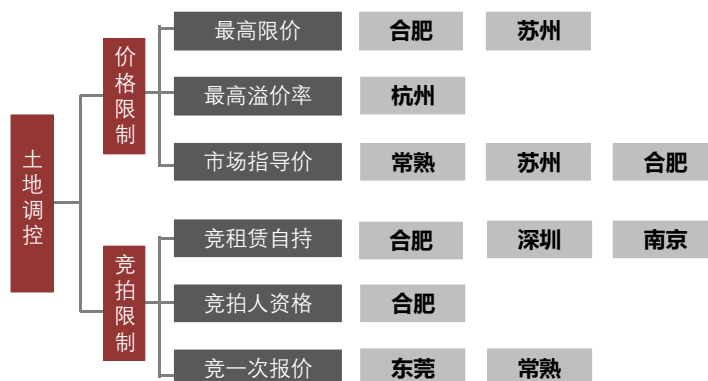 土地调控
价格限制
最高限价 合肥 苏州
最高溢价率 杭州
市场指导价 常熟 苏州 合肥
竞拍限制
竞租赁自持 合肥 深圳 南京
竞拍人资格 合肥
竞一次报价 东莞 常熟